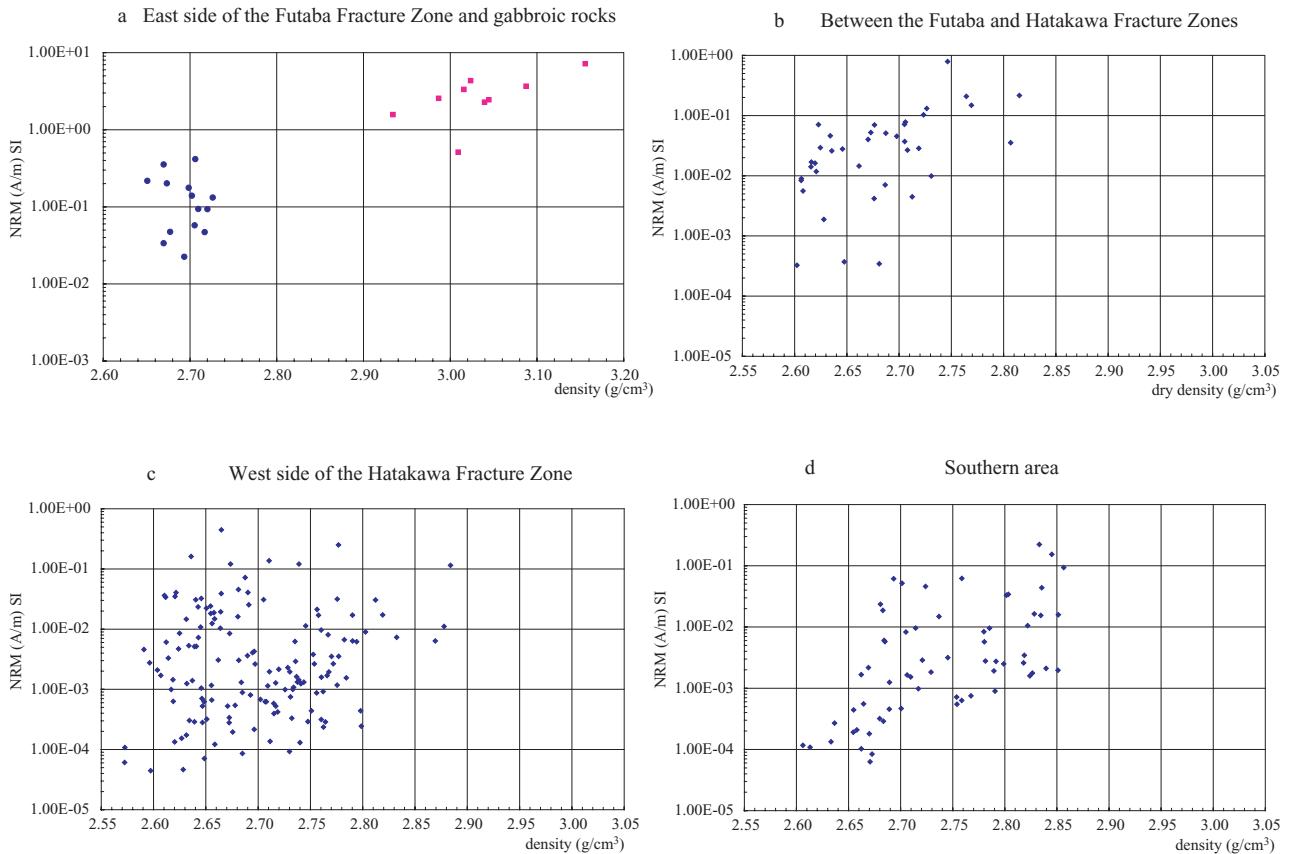 a East side of the Futaba Fracture Zone and gabbroic rocks
1.00E+01
1.00E+00
1.00E-01
1.00E-02
1.00E-03
NRM (A/m) SI
2.60 2.70 2.80 2.90 3.00 3.10 3.20
density (g/cm³)
b Between the Futaba and Hatakawa Fracture Zones
1.00E+00
1.00E-01
1.00E-02
1.00E-03
1.00E-04
1.00E-05
NRM (A/m) SI
2.55 2.60 2.65 2.70 2.75 2.80 2.85 2.90 2.95 3.00 3.05
dry density (g/cm³)
c West side of the Hatakawa Fracture Zone
1.00E+00
1.00E-01
1.00E-02
1.00E-03
1.00E-04
1.00E-05
NRM (A/m) SI
2.55 2.60 2.65 2.70 2.75 2.80 2.85 2.90 2.95 3.00 3.05
density (g/cm³)
d Southern area
1.00E+00
1.00E-01
1.00E-02
1.00E-03
1.00E-04
1.00E-05
NRM (A/m) SI
2.55 2.60 2.65 2.70 2.75 2.80 2.85 2.90 2.95 3.00 3.05
density (g/cm³)